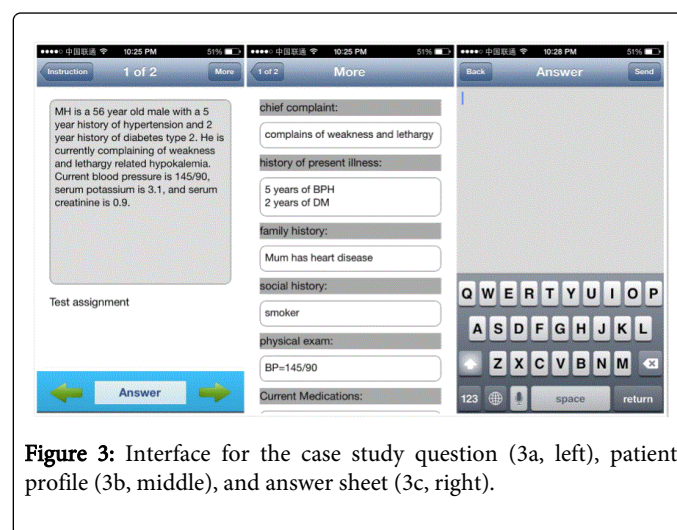 中国联通 10:25 PM 51%
Instruction 1 of 2 More
MH is a 56 year old male with a 5
year history of hypertension and 2
year history of diabetes type 2. He is
currently complaining of weakness
and lethargy related hypokalemia.
Current blood pressure is 145/90,
serum potassium is 3.1, and serum
creatinine is 0.9.
Test assignment
Answer
中国联通 10:25 PM 51%
1 of 2 More
chief complaint:
complains of weakness and lethargy
history of present illness:
5 years of BPH
2 years of DM
family history:
Mum has heart disease
social history:
smoker
physical exam:
BP=145/90
Current Medications:
中国联通 10:28 PM 51%
Back Answer Send
Q W E R T Y U I O P
A S D F G H J K L
Z X C V B N M
123 space return
Figure 3: Interface for the case study question (3a, left), patient
profile (3b, middle), and answer sheet (3c, right).